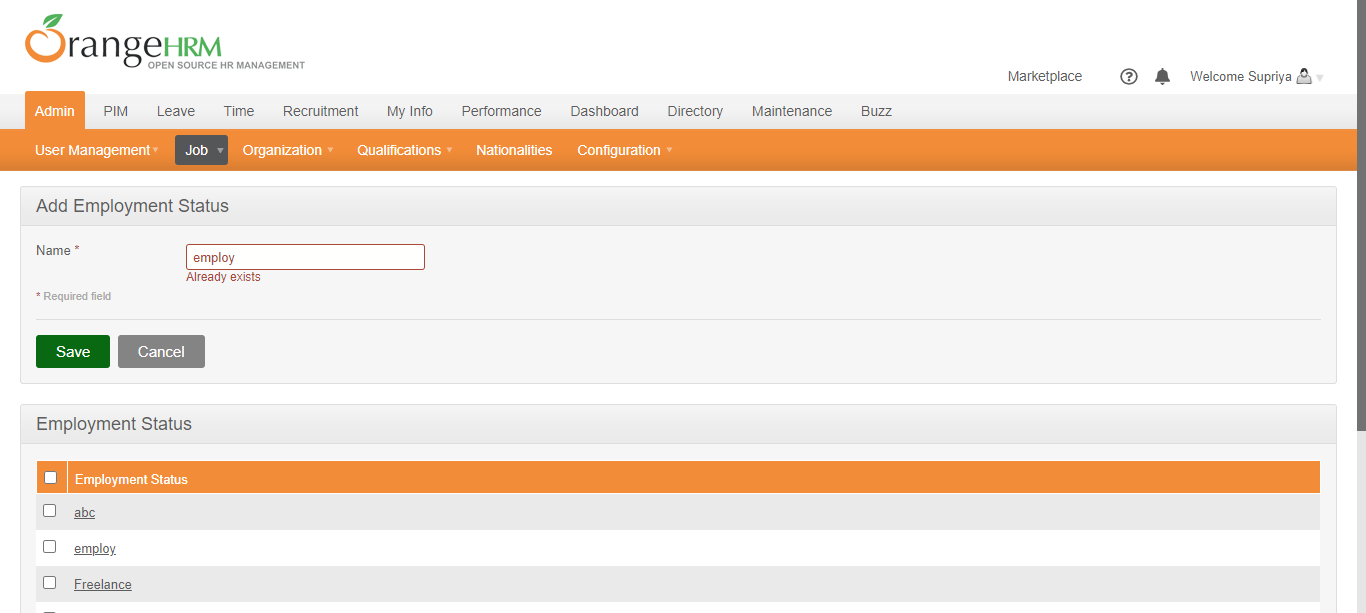 OrangeHRM
OPEN SOURCE HR MANAGEMENT
Marketplace ? Welcome Supriya
Admin PIM Leave Time Recruitment My Info Performance Dashboard Directory Maintenance Buzz
User Management Job Organization Qualifications Nationalities Configuration
Add Employment Status
Name * employ
Already exists
* Required field
Save Cancel
Employment Status
Employment Status
abc
employ
Freelance